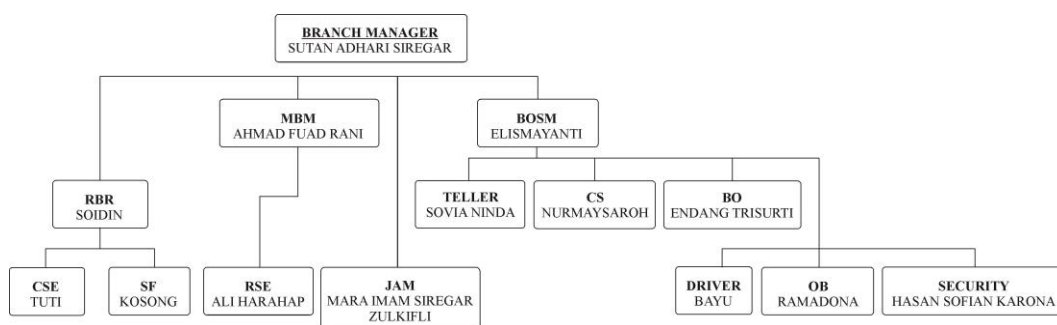 BRANCH MANAGER
SUTAN ADHARI SIREGAR
MBM
AHMAD FUAD RANI
BOSM
ELISMAYANTI
RBR
SOIDIN
TELLER
SOVIA NINDA
CS
NURMAYSAROH
BO
ENDANG TRISURTI
CSE
TUTI
SF
KOSONG
RSE
ALI HARAHAP
JAM
MARA IMAM SIREGAR
ZULKIFLI
DRIVER
BAYU
OB
RAMADONA
SECURITY
HASAN SOFIAN KARONA